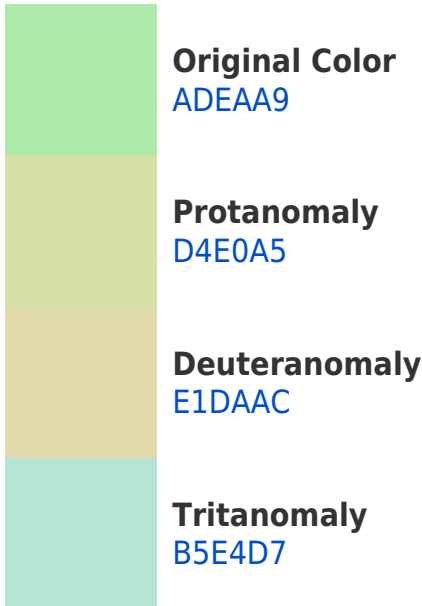 Original Color
ADEAA9
Protanomaly
D4E0A5
Deuteranomaly
E1DAAC
Tritanomaly
B5E4D7